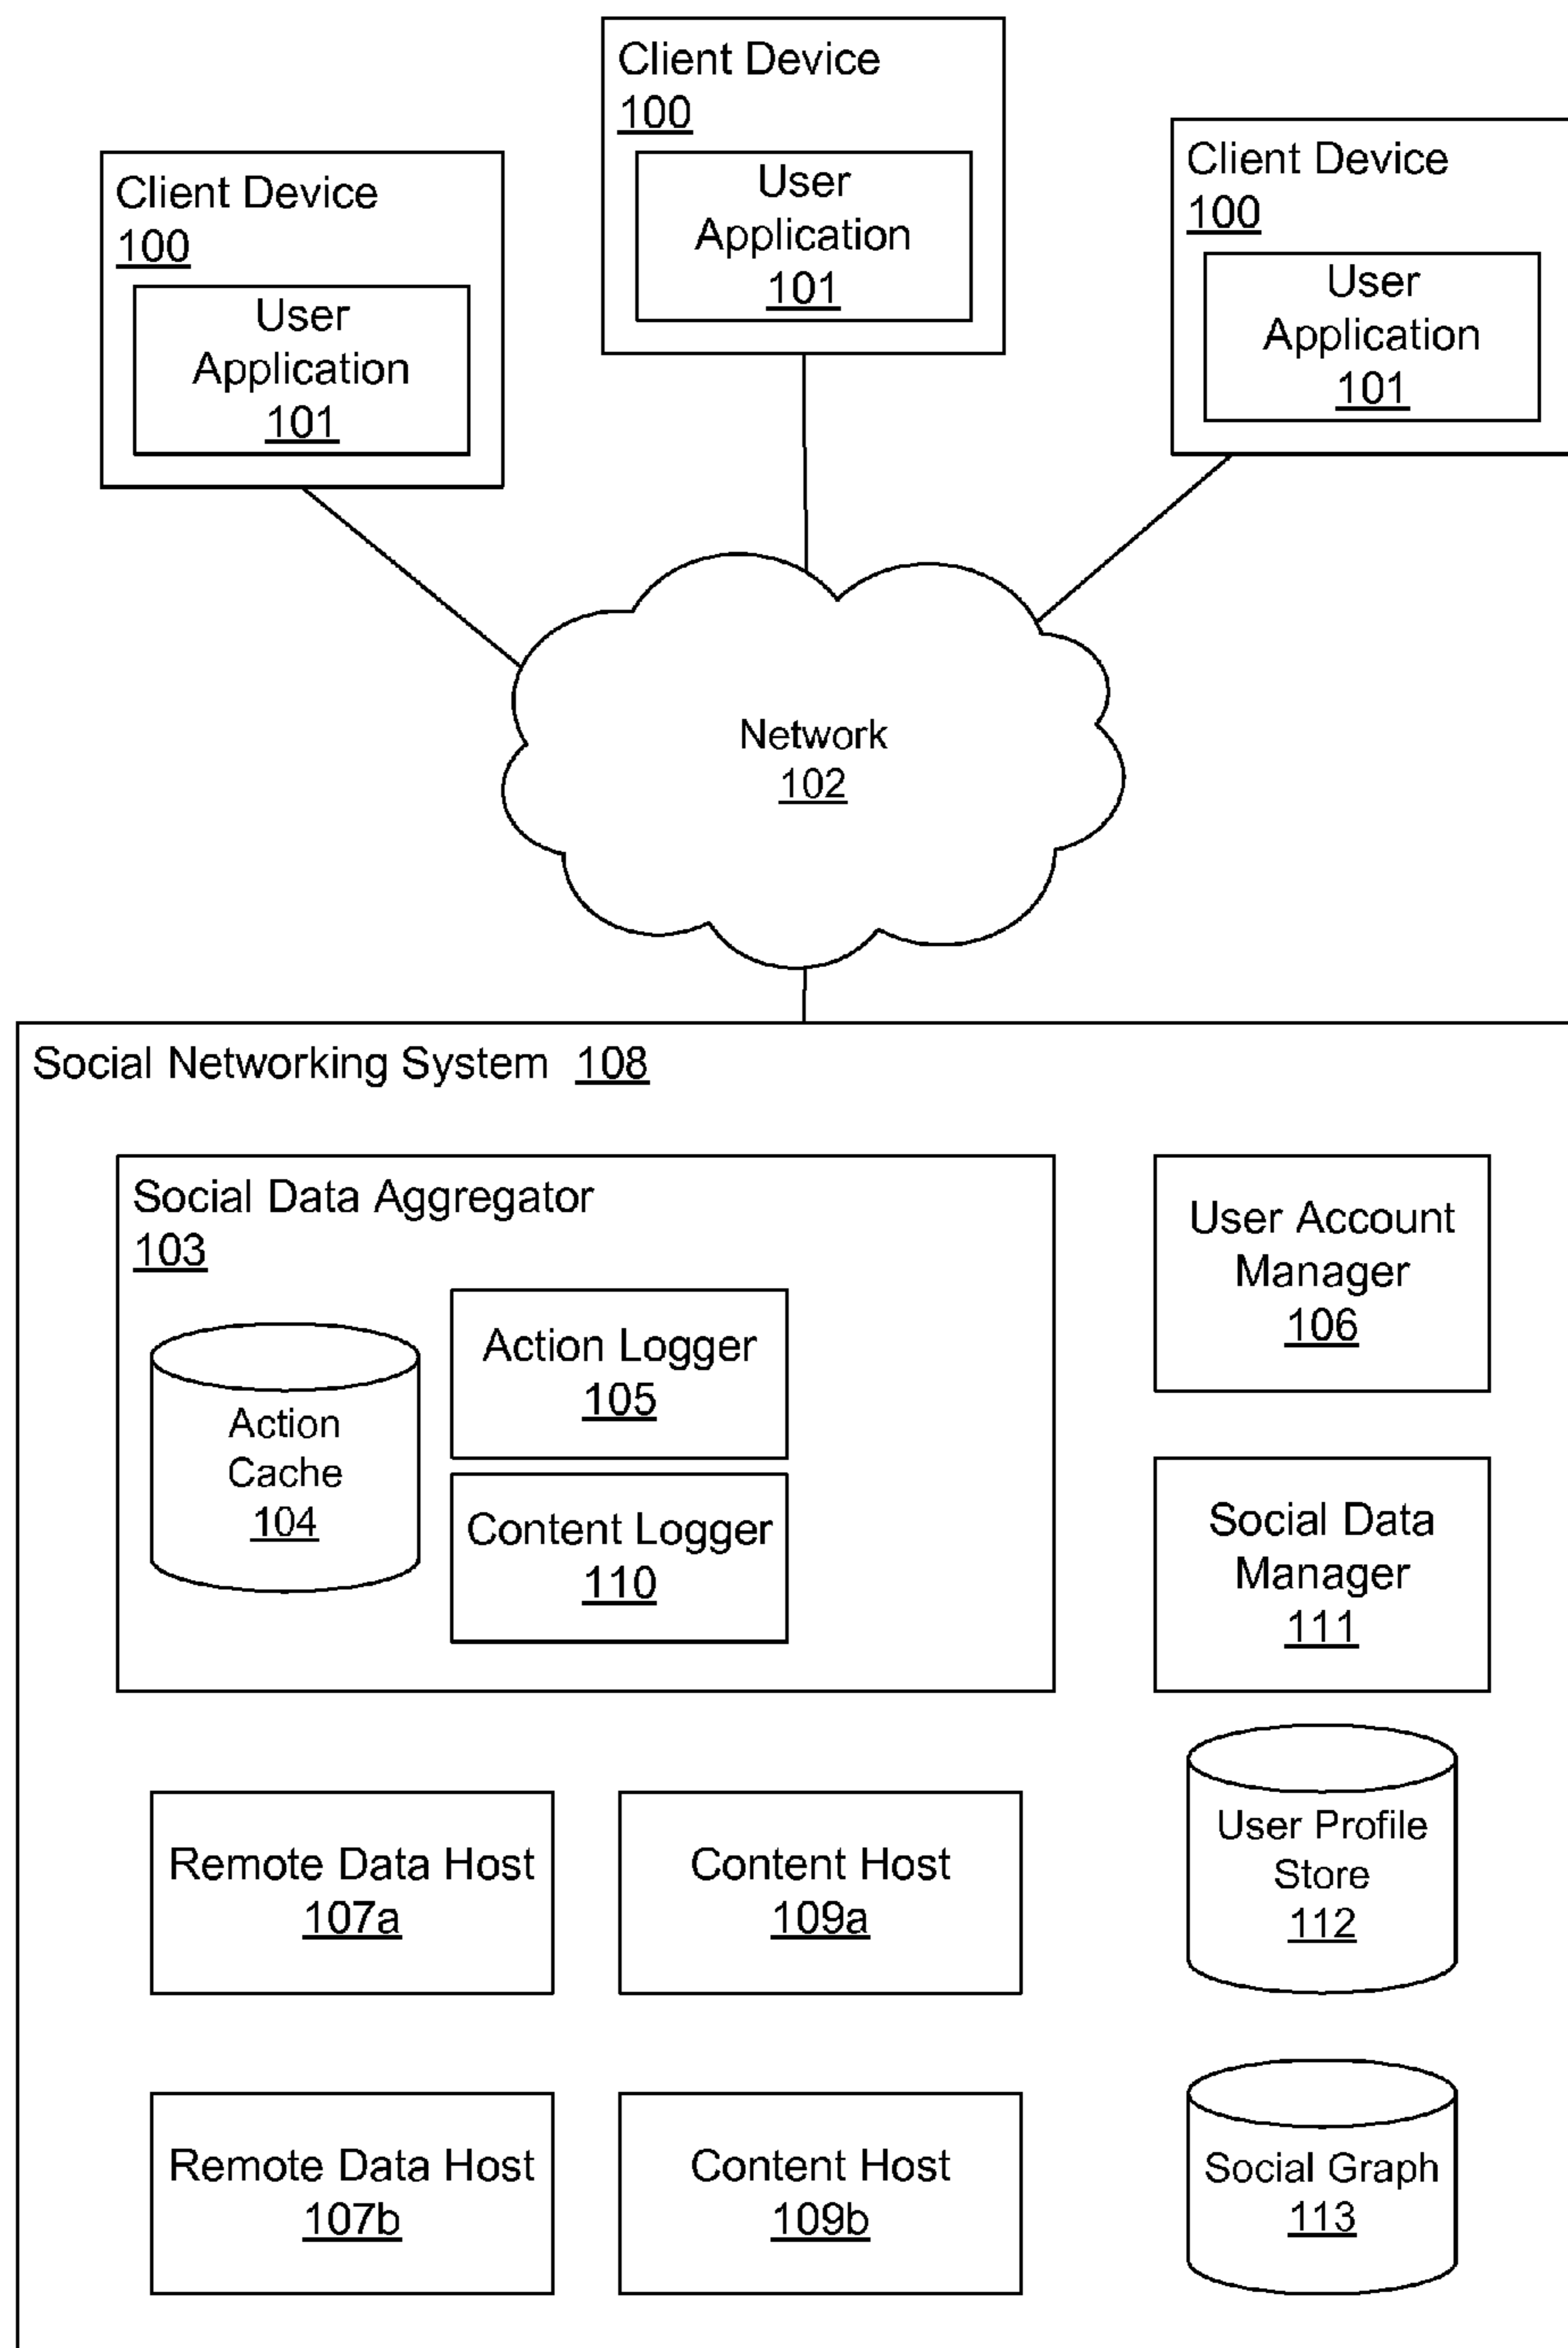 Client Device
100
User
Application
101
Client Device
100
User
Application
101
Client Device
100
User
Application
101
Network
102
Social Networking System 108
Social Data Aggregator
103
Action
Cache
104
Action Logger
105
Content Logger
110
User Account
Manager
106
Social Data
Manager
111
Remote Data Host
107a
Content Host
109a
User Profile
Store
112
Remote Data Host
107b
Content Host
109b
Social Graph
113